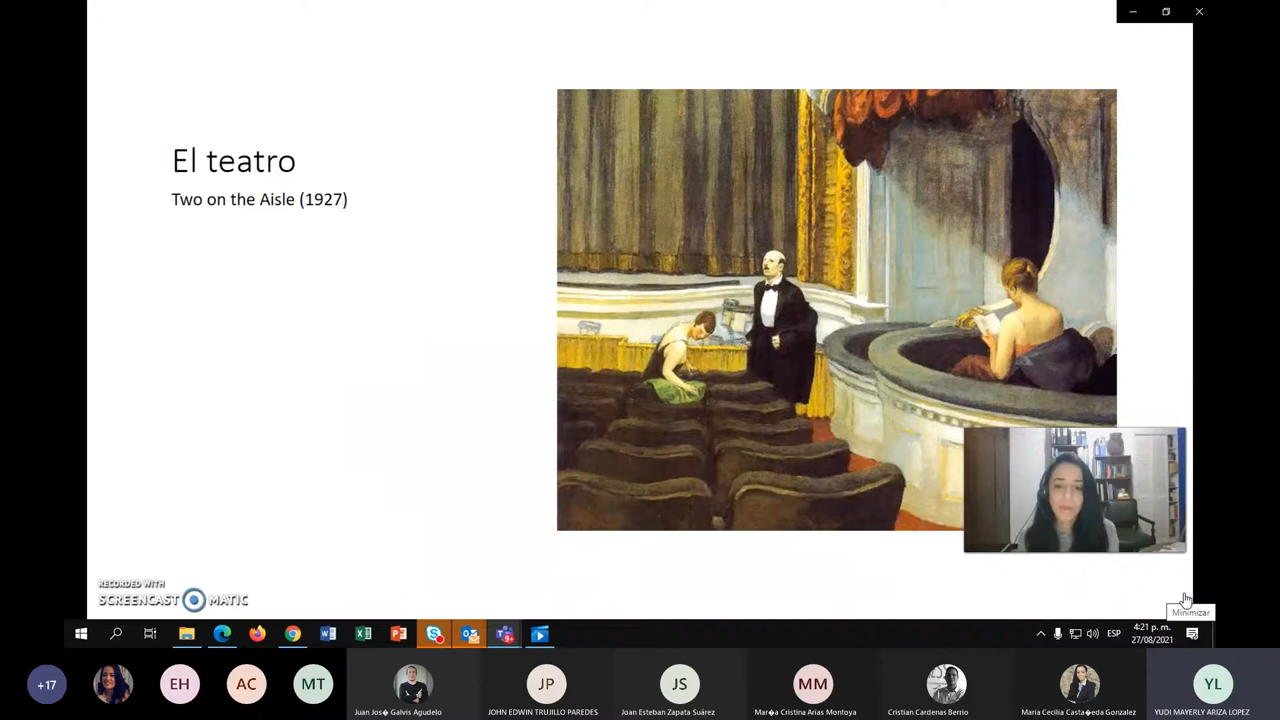 El teatro
Two on the Aisle (1927)
RECORDED WITH
SCREENCAST MATIC
Minimizar
ESP
4:21 p. m.
27/08/2021
9+
+17
EH
AC
MT
JP
JS
MM
YL
Juan Jos� Galvis Agudelo
JOHN EDWIN TRUJILLO PAREDES
Joan Esteban Zapata Suárez
Mar�a Cristina Arias Montoya
Cristian Cardenas Berrio
Maria Cecilia Casta�eda Gonzalez
YUDI MAYERLY ARIZA LOPEZ